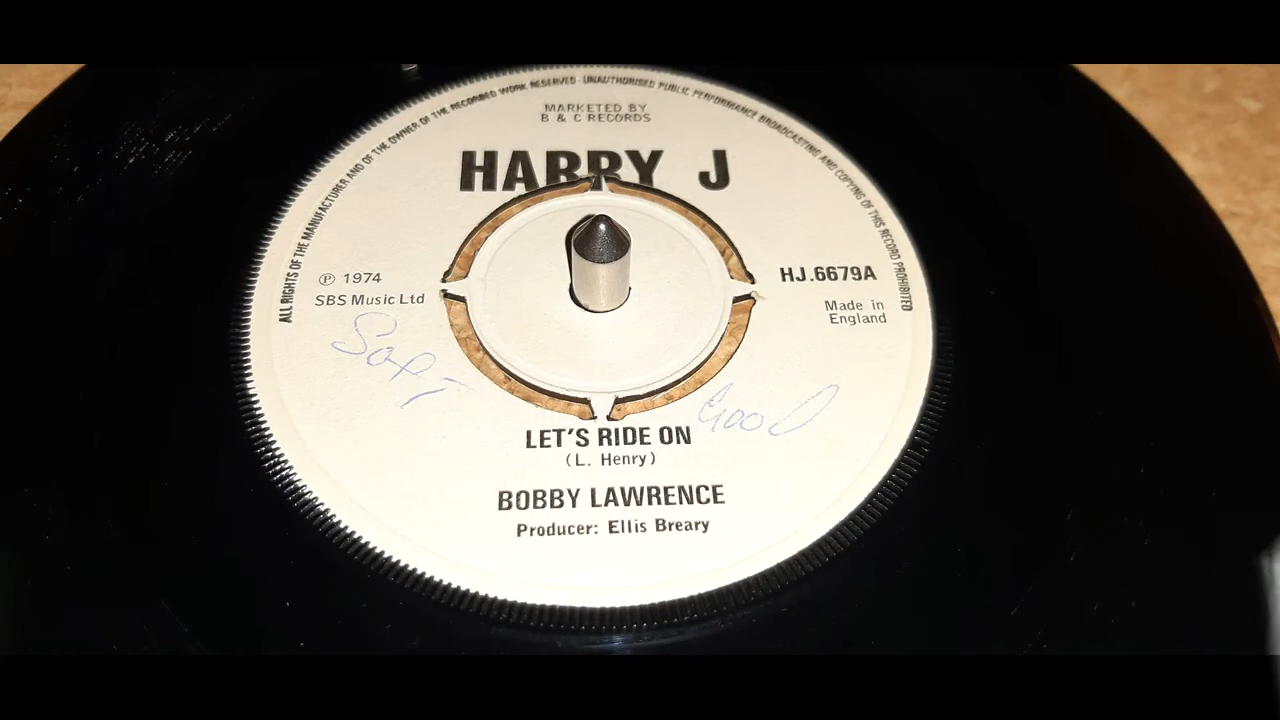 ALL RIGHTS OF THE MANUFACTURER AND OF THE OWNER OF THE RECORDED WORK RESERVED · UNAUTHORISED PUBLIC PERFORMANCE BROADCASTING AND COPYING OF THIS RECORD PROHIBITED
MARKETED BY
B & C RECORDS
HARRY J
℗ 1974
SBS Music Ltd
HJ.6679A
Made in
England
Soft
Good
LET'S RIDE ON
(L. Henry)
BOBBY LAWRENCE
Producer: Ellis Breary